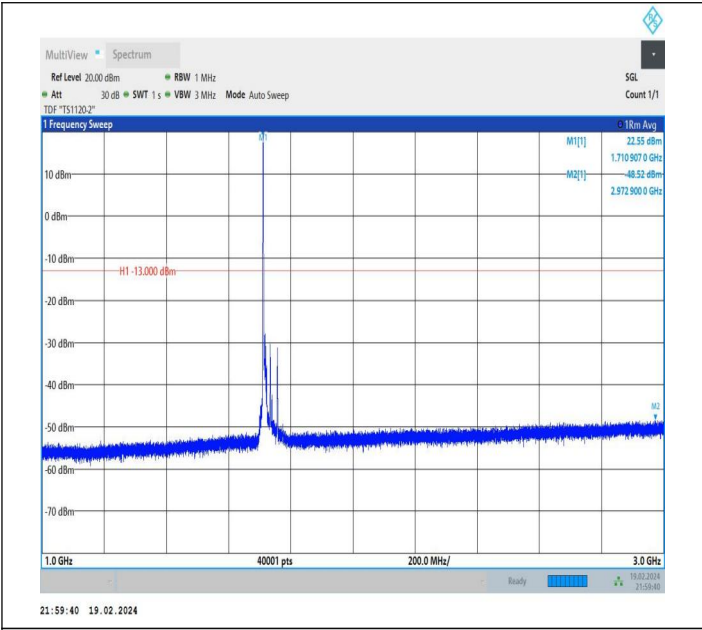 MultiView Spectrum
Ref Level 20.00 dBm RBW 1 MHz SGL
Att 30 dB SWT 1 s VBW 3 MHz Mode Auto Sweep Count 1/1
TDF "TS1120-2"
1 Frequency Sweep 1Rm Avg
M1 M1[1] 22.55 dBm
1.710 907 0 GHz
10 dBm M2[1] -48.52 dBm
2.972 900 0 GHz
0 dBm
-10 dBm
H1 -13.000 dBm
-20 dBm
-30 dBm
-40 dBm
M2
-50 dBm
-60 dBm
-70 dBm
1.0 GHz 40001 pts 200.0 MHz/ 3.0 GHz
Ready 19.02.2024
21:59:40
21:59:40 19.02.2024